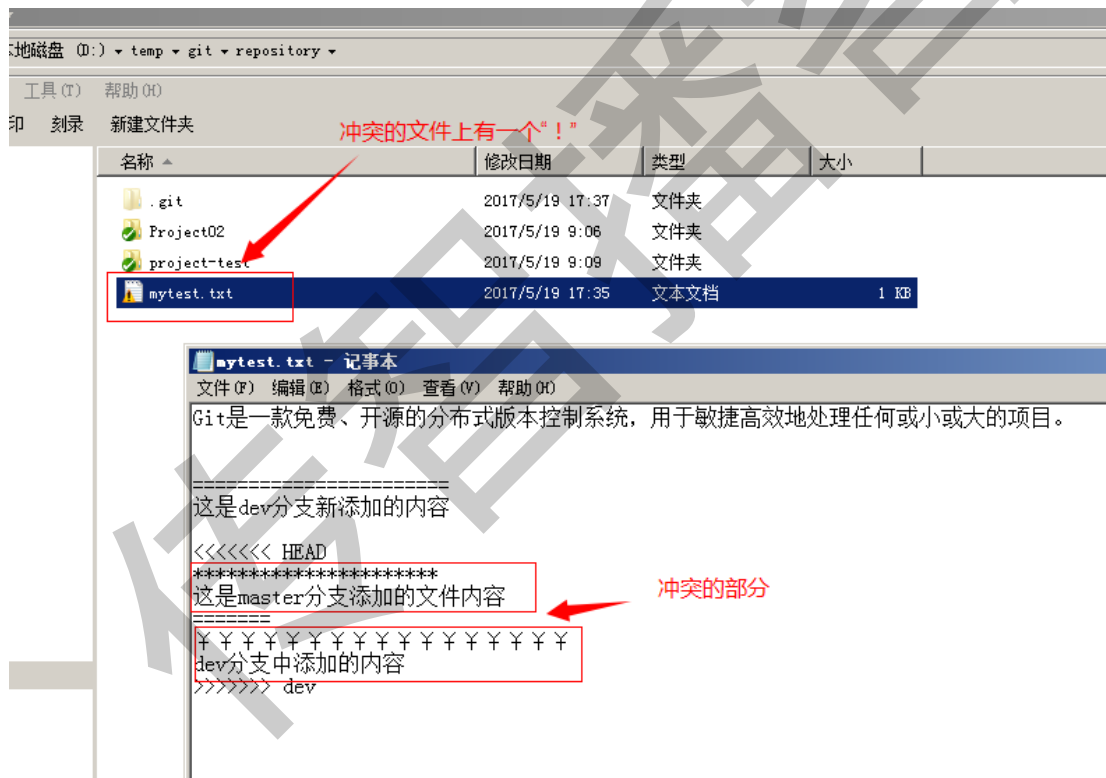 本地磁盘 (D:) ▾ temp ▾ git ▾ repository ▾
工具(T) 帮助(H)
印 刻录 新建文件夹
冲突的文件上有一个“！”
名称 修改日期 类型 大小
.git 2017/5/19 17:37 文件夹
Project02 2017/5/19 9:06 文件夹
project-test 2017/5/19 9:09 文件夹
mytest.txt 2017/5/19 17:35 文本文档 1 KB
mytest.txt - 记事本
文件(F) 编辑(E) 格式(O) 查看(V) 帮助(H)
Git是一款免费、开源的分布式版本控制系统，用于敏捷高效地处理任何或小或大的项目。
=======================
这是dev分支新添加的内容
<<<<<<< HEAD
**********************
这是master分支添加的文件内容
冲突的部分
=======
￥￥￥￥￥￥￥￥￥￥￥￥￥￥￥￥￥
dev分支中添加的内容
>>>>>>> dev
传智播客